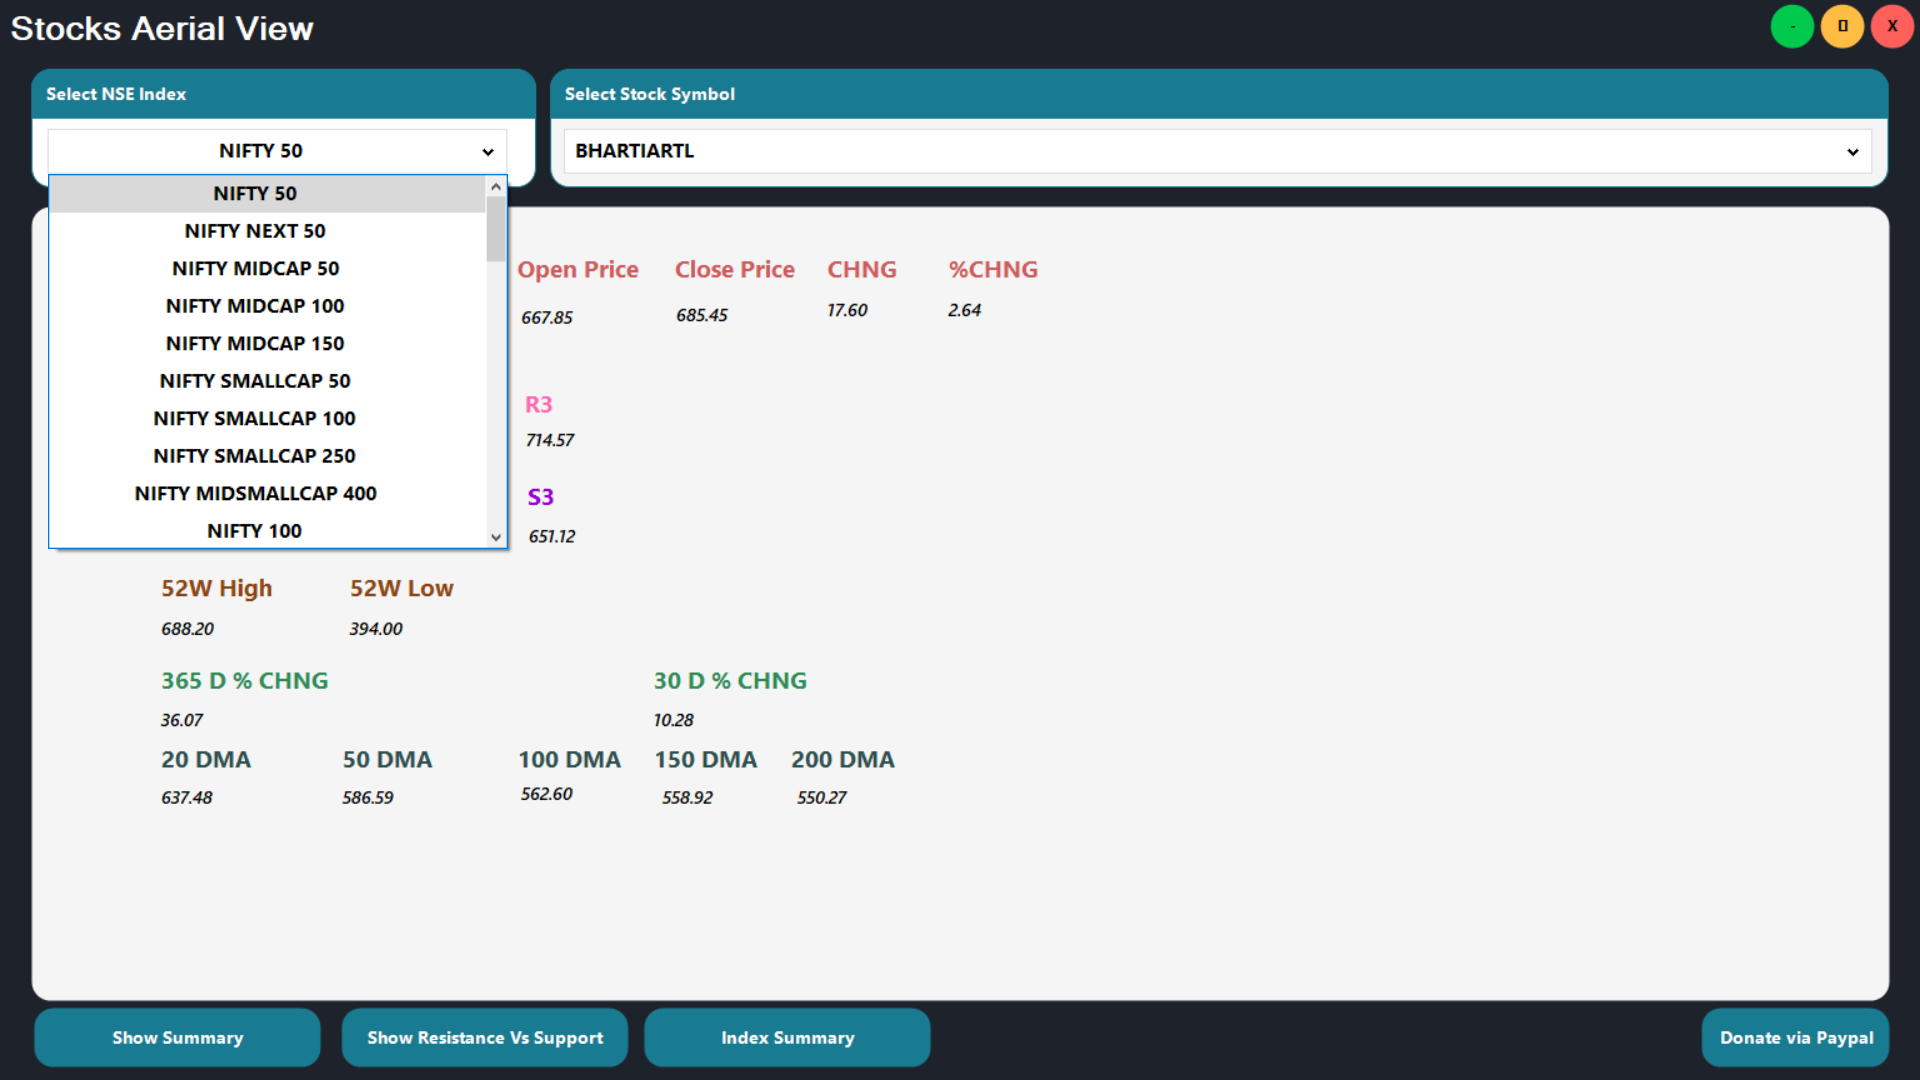 Stocks Aerial View
- 0 X
Select NSE Index
Select Stock Symbol
NIFTY 50
BHARTIARTL
NIFTY 50
NIFTY NEXT 50
NIFTY MIDCAP 50
NIFTY MIDCAP 100
NIFTY MIDCAP 150
NIFTY SMALLCAP 50
NIFTY SMALLCAP 100
NIFTY SMALLCAP 250
NIFTY MIDSMALLCAP 400
NIFTY 100
Open Price Close Price CHNG %CHNG
667.85 685.45 17.60 2.64
R3
714.57
S3
651.12
52W High 52W Low
688.20 394.00
365 D % CHNG 30 D % CHNG
36.07 10.28
20 DMA 50 DMA 100 DMA 150 DMA 200 DMA
637.48 586.59 562.60 558.92 550.27
Show Summary Show Resistance Vs Support Index Summary Donate via Paypal